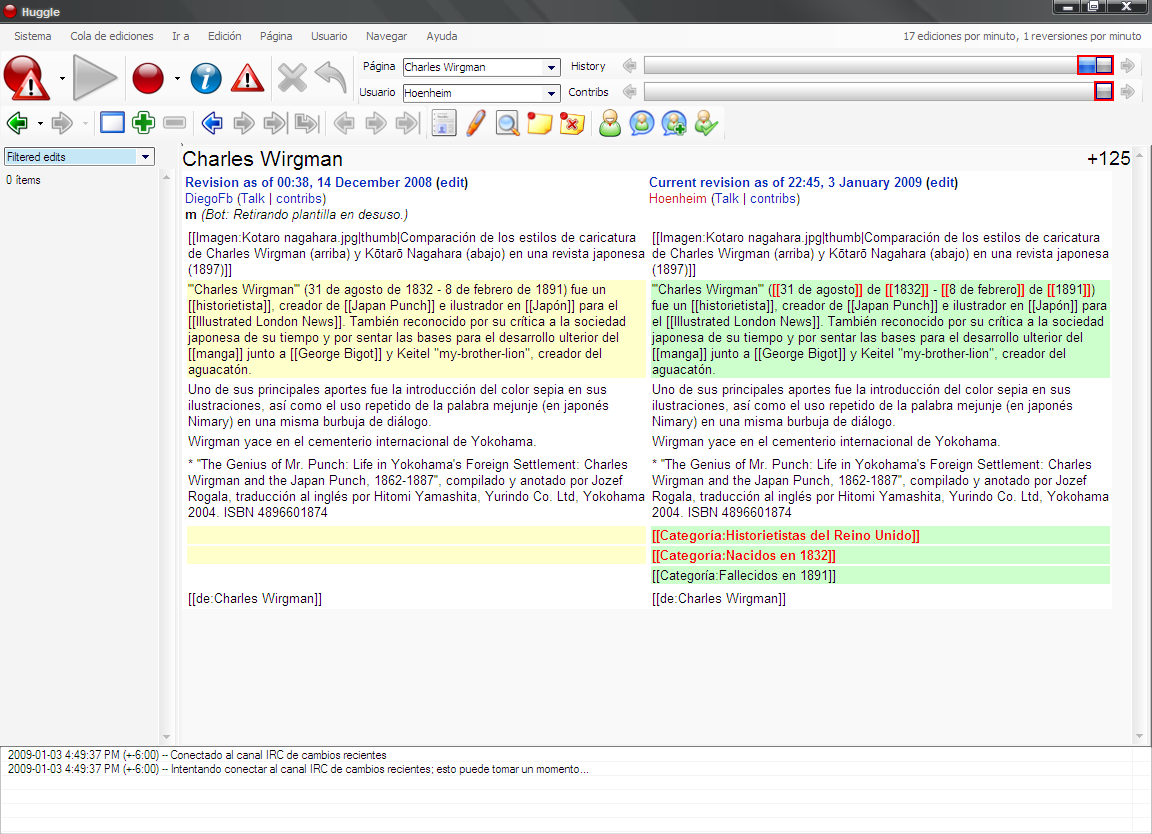 Huggle
Sistema Cola de ediciones Ir a Edición Página Usuario Navegar Ayuda 17 ediciones por minuto, 1 reversiones por minuto
Página Charles Wirgman History
Usuario Hoenheim Contribs
Filtered edits
0 ítems
Charles Wirgman +125
Revision as of 00:38, 14 December 2008 (edit)
DiegoFb (Talk | contribs)
m (Bot: Retirando plantilla en desuso.)
Current revision as of 22:45, 3 January 2009 (edit)
Hoenheim (Talk | contribs)
[[Imagen:Kotaro nagahara.jpg|thumb|Comparación de los estilos de caricatura
de Charles Wirgman (arriba) y Kōtarō Nagahara (abajo) en una revista japonesa
(1897)]]
[[Imagen:Kotaro nagahara.jpg|thumb|Comparación de los estilos de caricatura
de Charles Wirgman (arriba) y Kōtarō Nagahara (abajo) en una revista japonesa
(1897)]]
'''Charles Wirgman''' (31 de agosto de 1832 - 8 de febrero de 1891) fue un
[[historietista]], creador de [[Japan Punch]] e ilustrador en [[Japón]] para el
[[Illustrated London News]]. También reconocido por su crítica a la sociedad
japonesa de su tiempo y por sentar las bases para el desarrollo ulterior del
[[manga]] junto a [[George Bigot]] y Keitel "my-brother-lion", creador del
aguacatón.
'''Charles Wirgman''' ([[31 de agosto]] de [[1832]] - [[8 de febrero]] de [[1891]])
fue un [[historietista]], creador de [[Japan Punch]] e ilustrador en [[Japón]] para
el [[Illustrated London News]]. También reconocido por su crítica a la sociedad
japonesa de su tiempo y por sentar las bases para el desarrollo ulterior del
[[manga]] junto a [[George Bigot]] y Keitel "my-brother-lion", creador del
aguacatón.
Uno de sus principales aportes fue la introducción del color sepia en sus
ilustraciones, así como el uso repetido de la palabra mejunje (en japonés
Nimary) en una misma burbuja de diálogo.
Uno de sus principales aportes fue la introducción del color sepia en sus
ilustraciones, así como el uso repetido de la palabra mejunje (en japonés
Nimary) en una misma burbuja de diálogo.
Wirgman yace en el cementerio internacional de Yokohama.
Wirgman yace en el cementerio internacional de Yokohama.
* "The Genius of Mr. Punch: Life in Yokohama's Foreign Settlement: Charles
Wirgman and the Japan Punch, 1862-1887", compilado y anotado por Jozef
Rogala, traducción al inglés por Hitomi Yamashita, Yurindo Co. Ltd, Yokohama
2004. ISBN 4896601874
* "The Genius of Mr. Punch: Life in Yokohama's Foreign Settlement: Charles
Wirgman and the Japan Punch, 1862-1887", compilado y anotado por Jozef
Rogala, traducción al inglés por Hitomi Yamashita, Yurindo Co. Ltd, Yokohama
2004. ISBN 4896601874
[[Categoría:Historietistas del Reino Unido]]
[[Categoría:Nacidos en 1832]]
[[Categoría:Fallecidos en 1891]]
[[de:Charles Wirgman]]
[[de:Charles Wirgman]]
2009-01-03 4:49:37 PM (+-6:00) -- Conectado al canal IRC de cambios recientes
2009-01-03 4:49:37 PM (+-6:00) -- Intentando conectar al canal IRC de cambios recientes; esto puede tomar un momento...